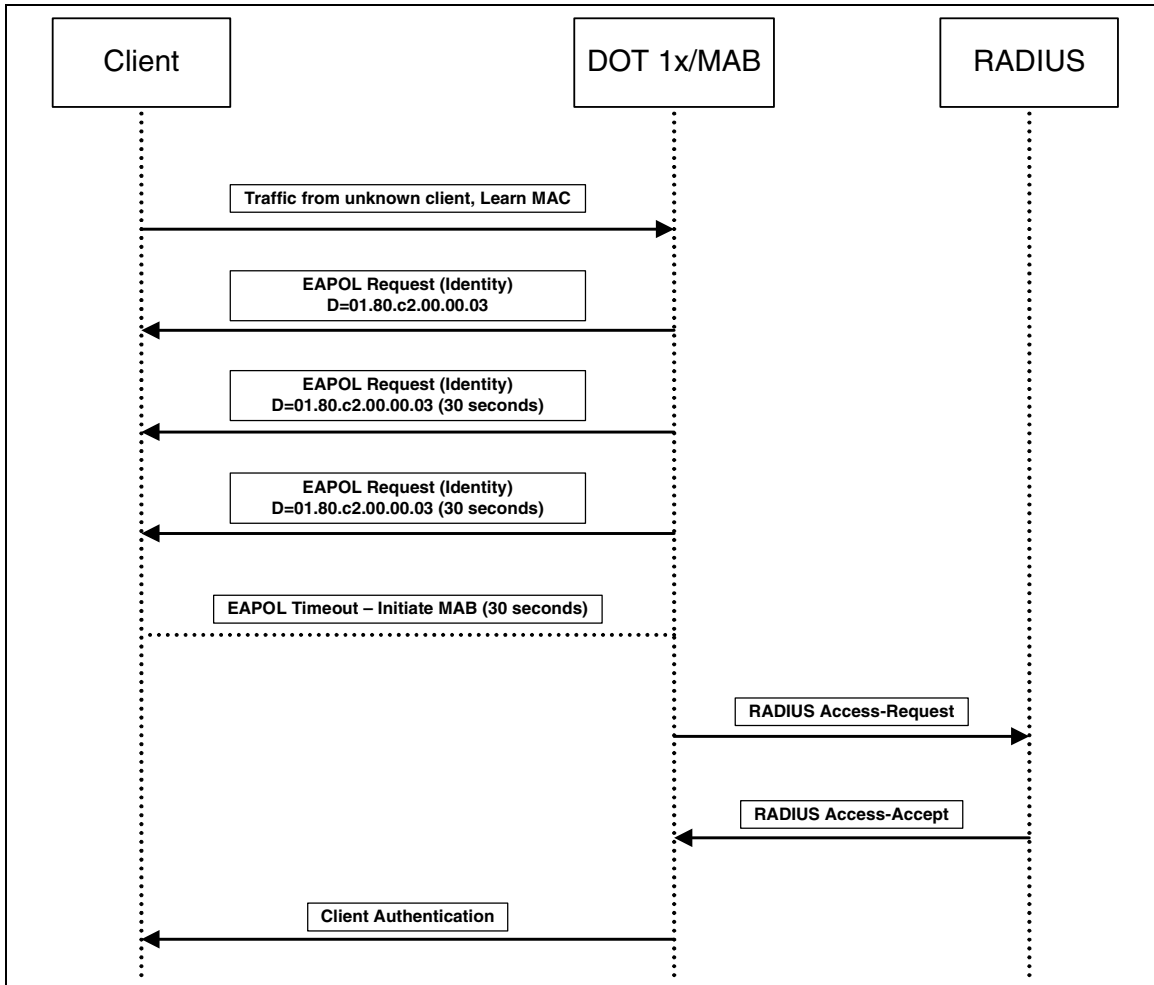 Client
DOT 1x/MAB
RADIUS
Traffic from unknown client, Learn MAC
EAPOL Request (Identity)
D=01.80.c2.00.00.03
EAPOL Request (Identity)
D=01.80.c2.00.00.03 (30 seconds)
EAPOL Request (Identity)
D=01.80.c2.00.00.03 (30 seconds)
EAPOL Timeout – Initiate MAB (30 seconds)
RADIUS Access-Request
RADIUS Access-Accept
Client Authentication